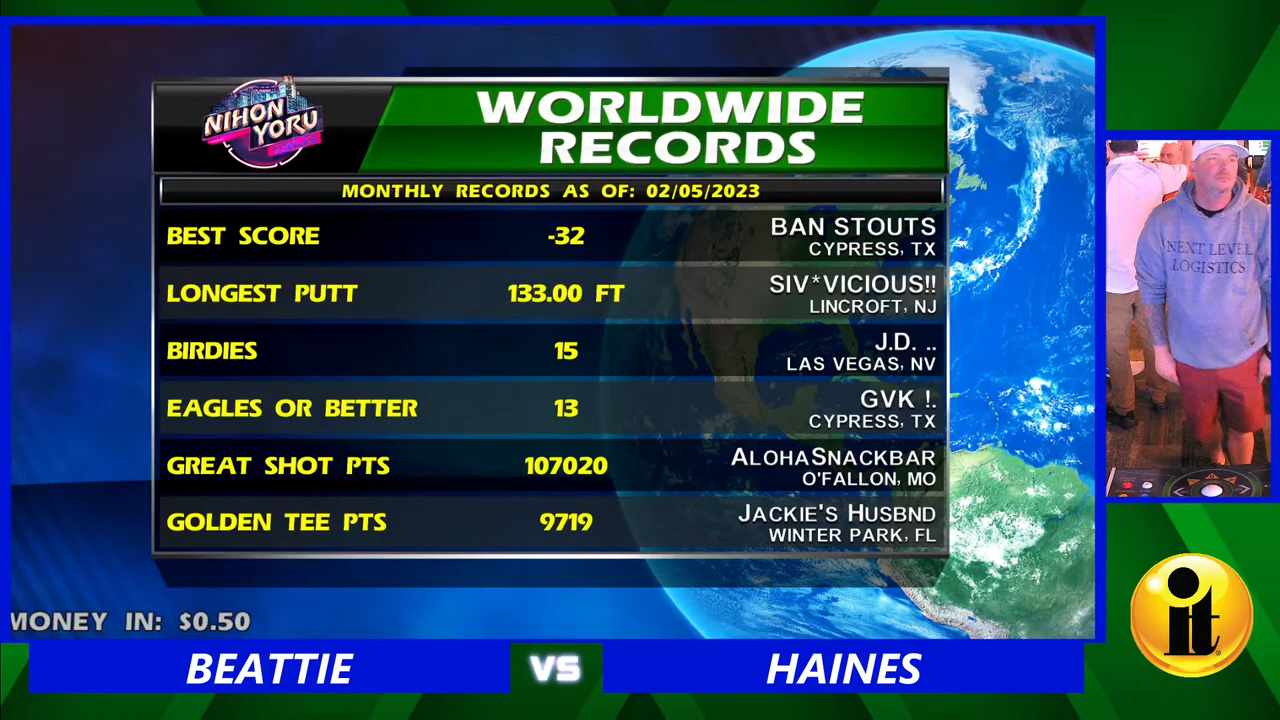 NIHON
YORU
WORLDWIDE
RECORDS
MONTHLY RECORDS AS OF: 02/05/2023
BEST SCORE -32 BAN STOUTS
CYPRESS, TX
LONGEST PUTT 133.00 FT SIV*VICIOUS!!
LINCROFT, NJ
BIRDIES 15 J.D. ..
LAS VEGAS, NV
EAGLES OR BETTER 13 GVK !.
CYPRESS, TX
GREAT SHOT PTS 107020 ALOHASNACKBAR
O'FALLON, MO
GOLDEN TEE PTS 9719 JACKIE'S HUSBND
WINTER PARK, FL
NEXT LEVEL
LOGISTICS
MONEY IN: $0.50
it
BEATTIE VS HAINES